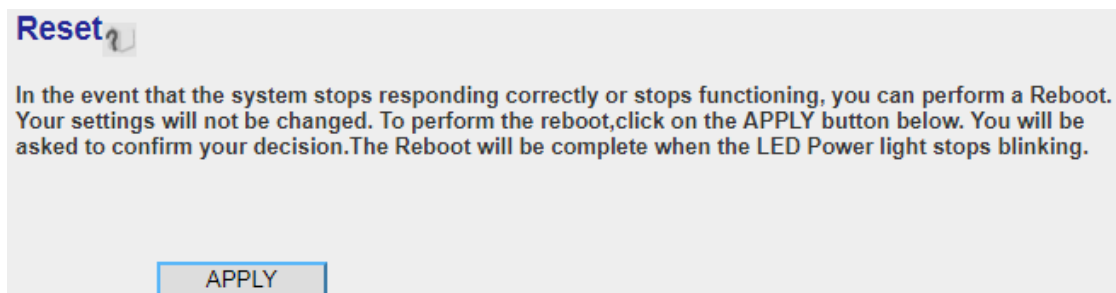 Reset
In the event that the system stops responding correctly or stops functioning, you can perform a Reboot.
Your settings will not be changed. To perform the reboot,click on the APPLY button below. You will be
asked to confirm your decision.The Reboot will be complete when the LED Power light stops blinking.
APPLY